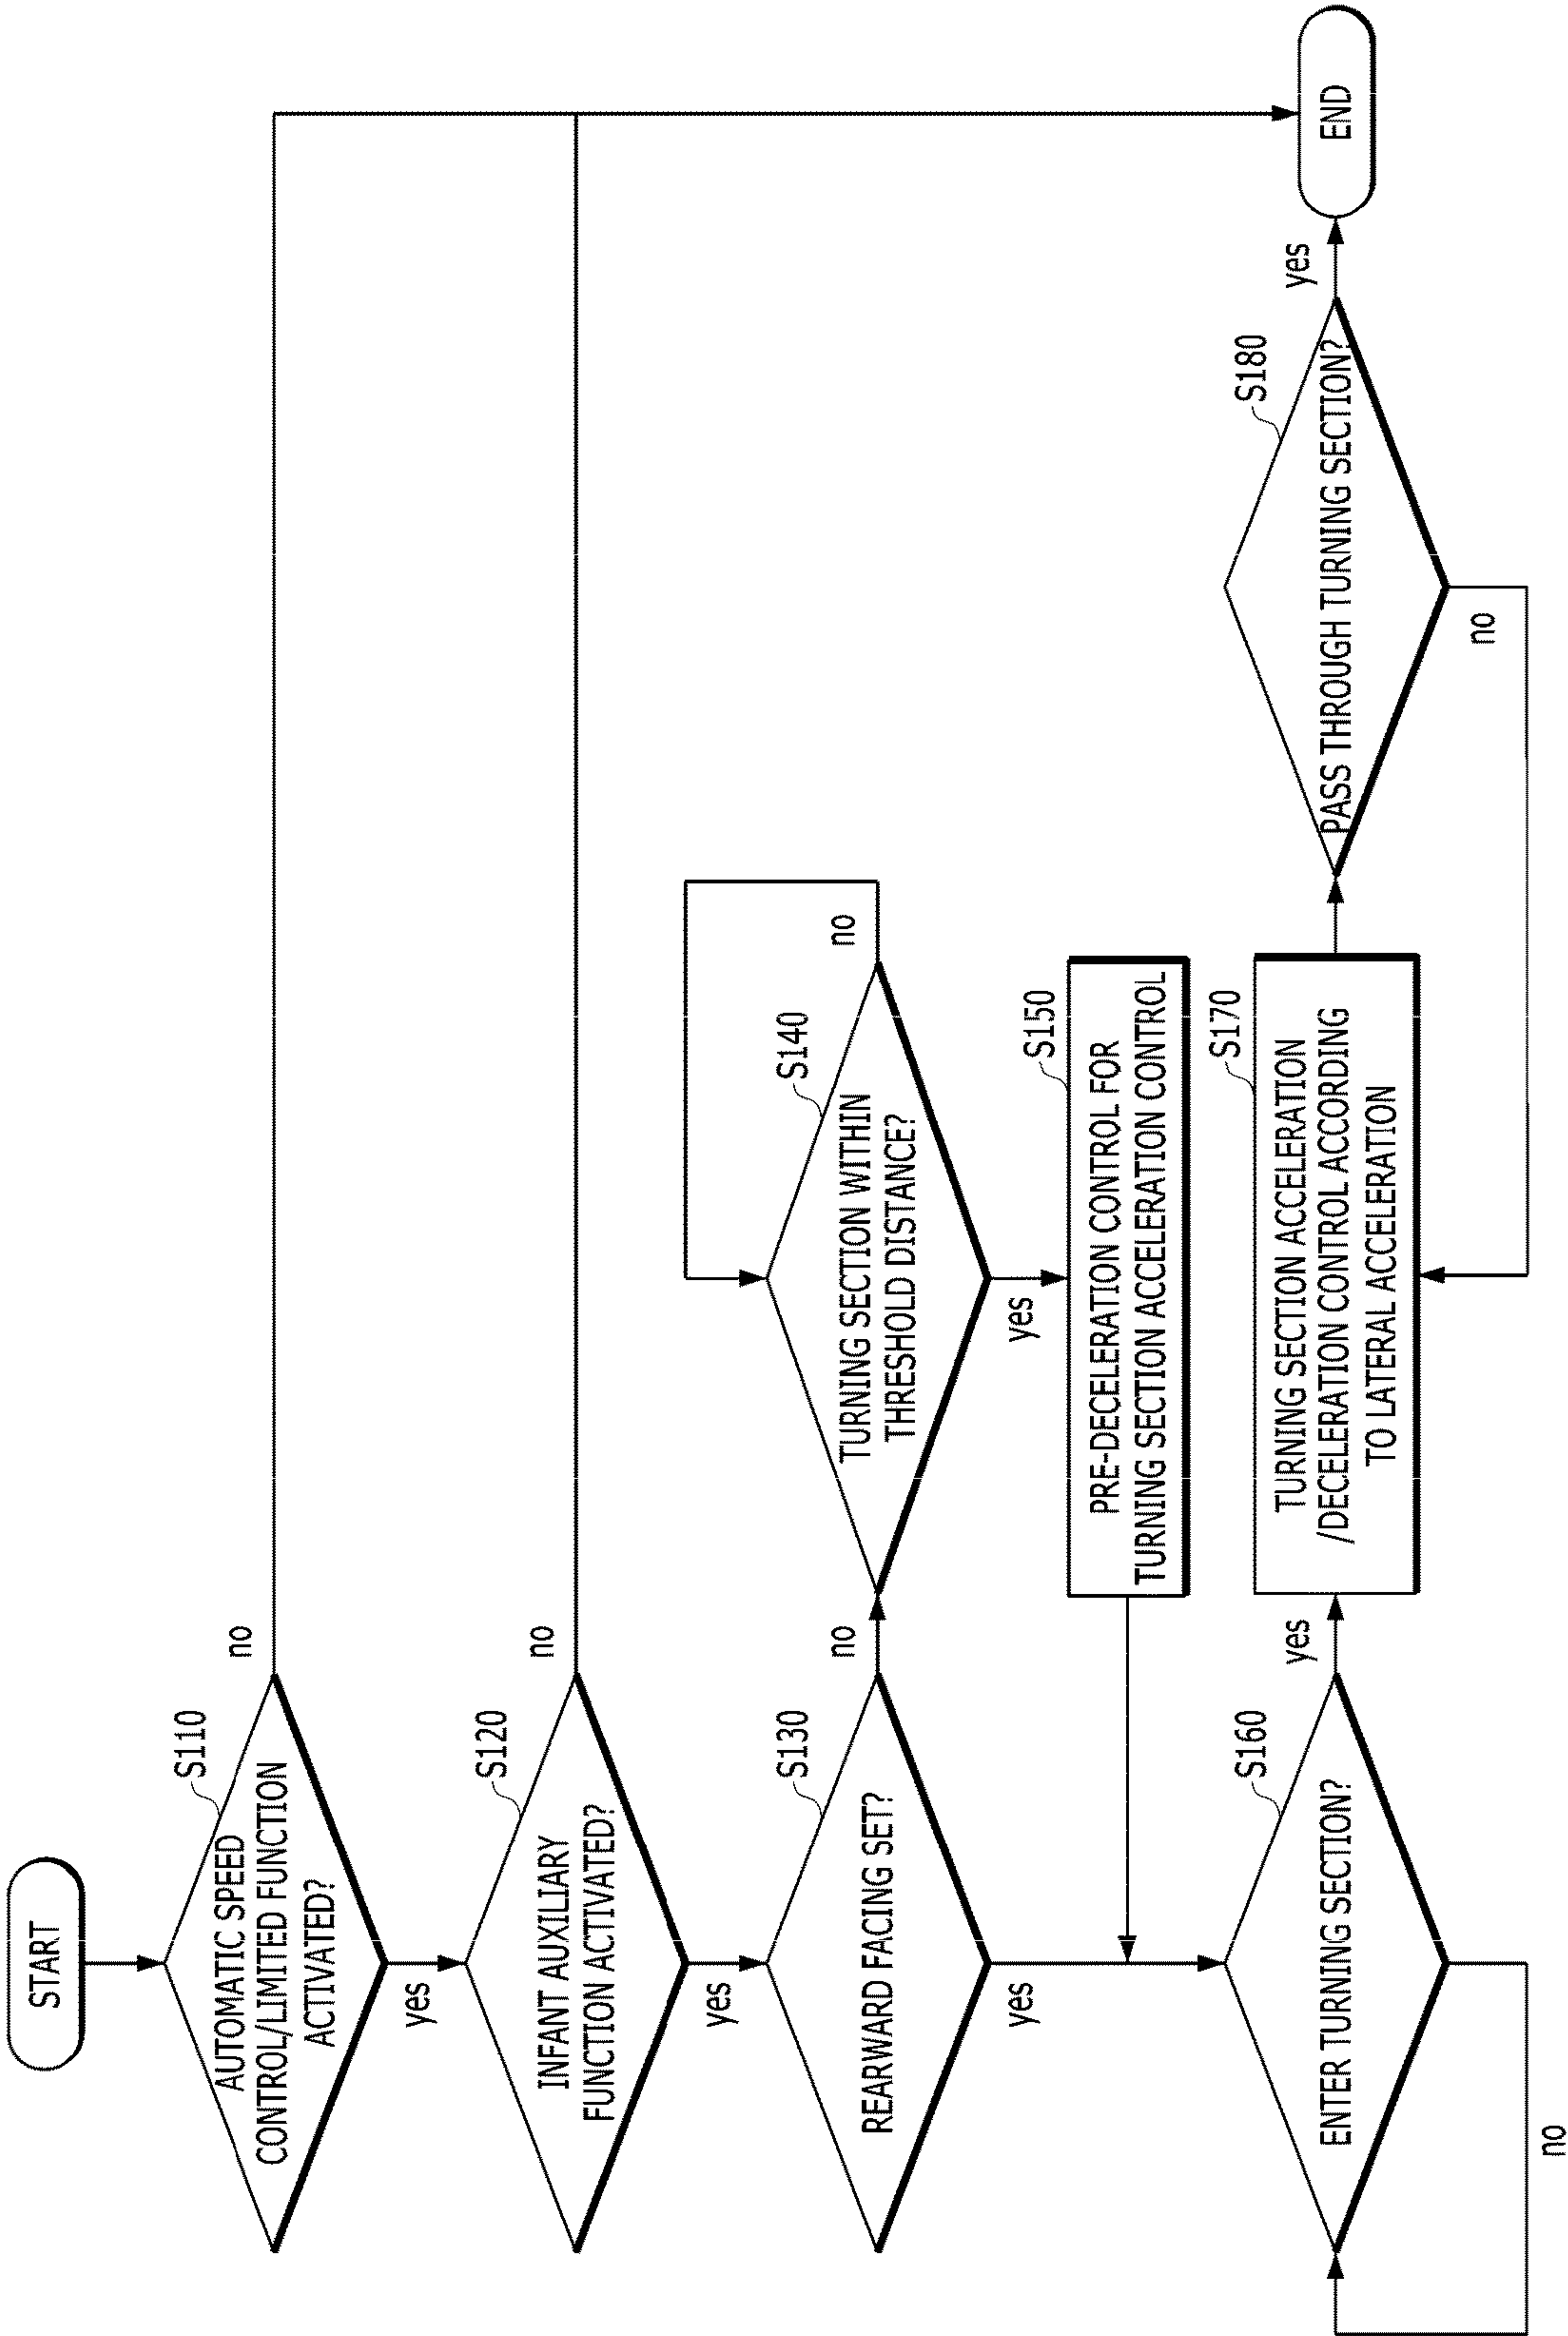 START
S110
AUTOMATIC SPEED
CONTROL/LIMITED FUNCTION
ACTIVATED?
no
yes
S120
INFANT AUXILIARY
FUNCTION ACTIVATED?
no
yes
S130
REARWARD FACING SET?
no
yes
S140
TURNING SECTION WITHIN
THRESHOLD DISTANCE?
no
yes
S150
PRE-DECELERATION CONTROL FOR
TURNING SECTION ACCELERATION CONTROL
S160
ENTER TURNING SECTION?
yes
no
S170
TURNING SECTION ACCELERATION
/DECELERATION CONTROL ACCORDING
TO LATERAL ACCELERATION
S180
PASS THROUGH TURNING SECTION?
yes
no
END